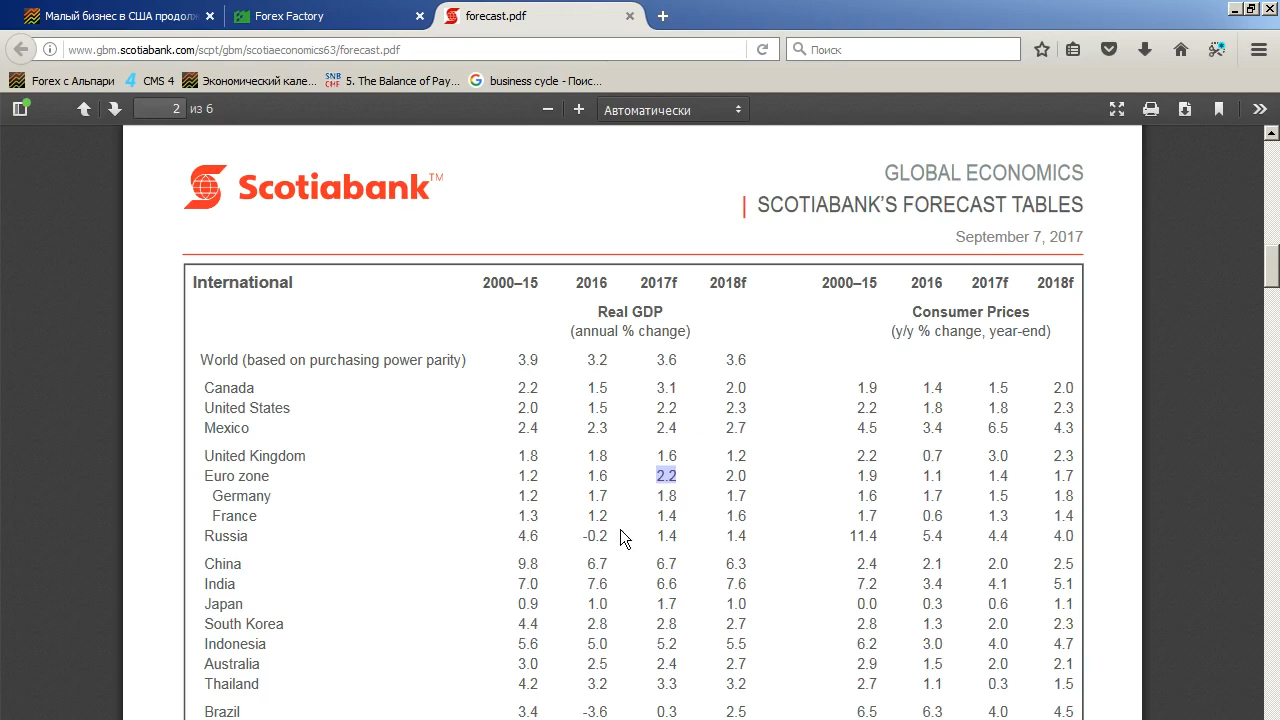 Малый бизнес в США продол
Forex Factory
forecast.pdf
www.gbm.scotiabank.com/scpt/gbm/scotiaeconomics63/forecast.pdf
Поиск
Forex с Альпари
CMS 4
Экономический кале...
SNB CMF 5. The Balance of Pay...
business cycle - Поис...
2 из 6
Автоматически
Scotiabank™
GLOBAL ECONOMICS
| SCOTIABANK'S FORECAST TABLES
September 7, 2017
International 2000–15 2016 2017f 2018f 2000–15 2016 2017f 2018f
Real GDP Consumer Prices
(annual % change) (y/y % change, year-end)
World (based on purchasing power parity) 3.9 3.2 3.6 3.6
Canada 2.2 1.5 3.1 2.0 1.9 1.4 1.5 2.0
United States 2.0 1.5 2.2 2.3 2.2 1.8 1.8 2.3
Mexico 2.4 2.3 2.4 2.7 4.5 3.4 6.5 4.3
United Kingdom 1.8 1.8 1.6 1.2 2.2 0.7 3.0 2.3
Euro zone 1.2 1.6 2.2 2.0 1.9 1.1 1.4 1.7
Germany 1.2 1.7 1.8 1.7 1.6 1.7 1.5 1.8
France 1.3 1.2 1.4 1.6 1.7 0.6 1.3 1.4
Russia 4.6 -0.2 1.4 1.4 11.4 5.4 4.4 4.0
China 9.8 6.7 6.7 6.3 2.4 2.1 2.0 2.5
India 7.0 7.6 6.6 7.6 7.2 3.4 4.1 5.1
Japan 0.9 1.0 1.7 1.0 0.0 0.3 0.6 1.1
South Korea 4.4 2.8 2.8 2.7 2.8 1.3 2.0 2.3
Indonesia 5.6 5.0 5.2 5.5 6.2 3.0 4.0 4.7
Australia 3.0 2.5 2.4 2.7 2.9 1.5 2.0 2.1
Thailand 4.2 3.2 3.3 3.2 2.7 1.1 0.3 1.5
Brazil 3.4 -3.6 0.3 2.5 6.5 6.3 4.0 4.5